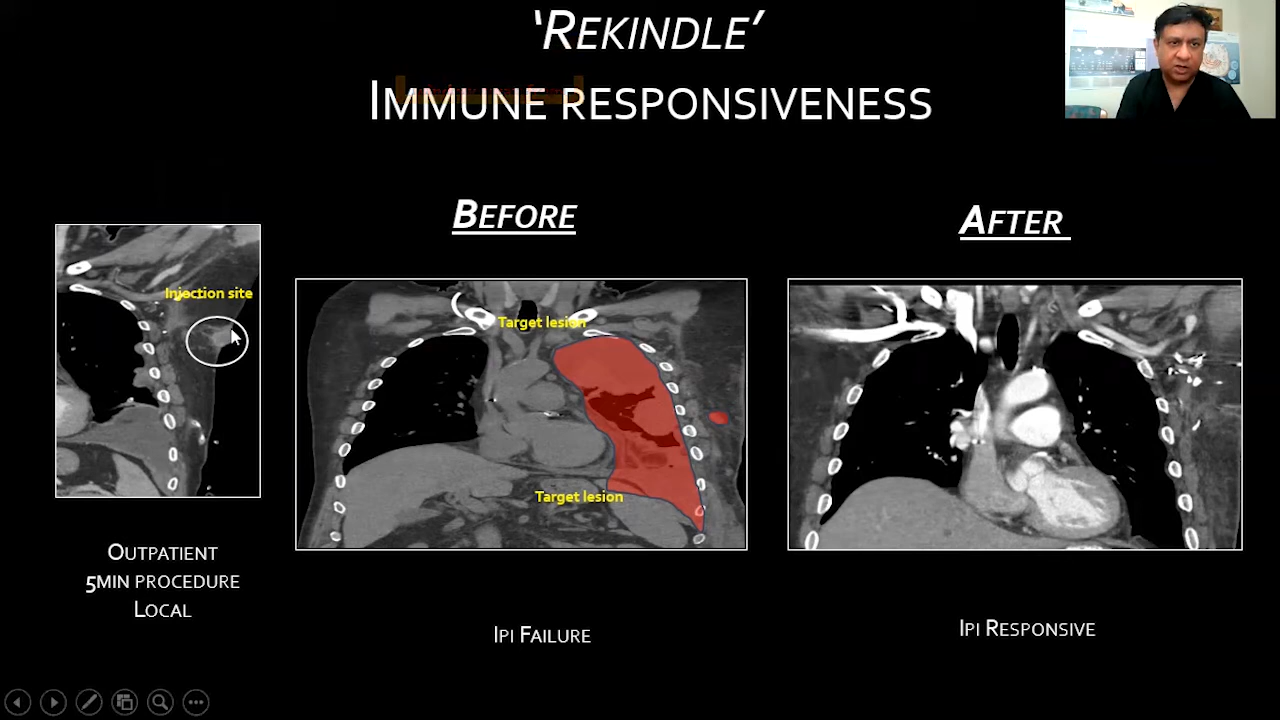 ‘REKINDLE’
IMMUNE RESPONSIVENESS
BEFORE
AFTER
Injection site
Target lesion
Target lesion
OUTPATIENT
5MIN PROCEDURE
LOCAL
IPI FAILURE
IPI RESPONSIVE